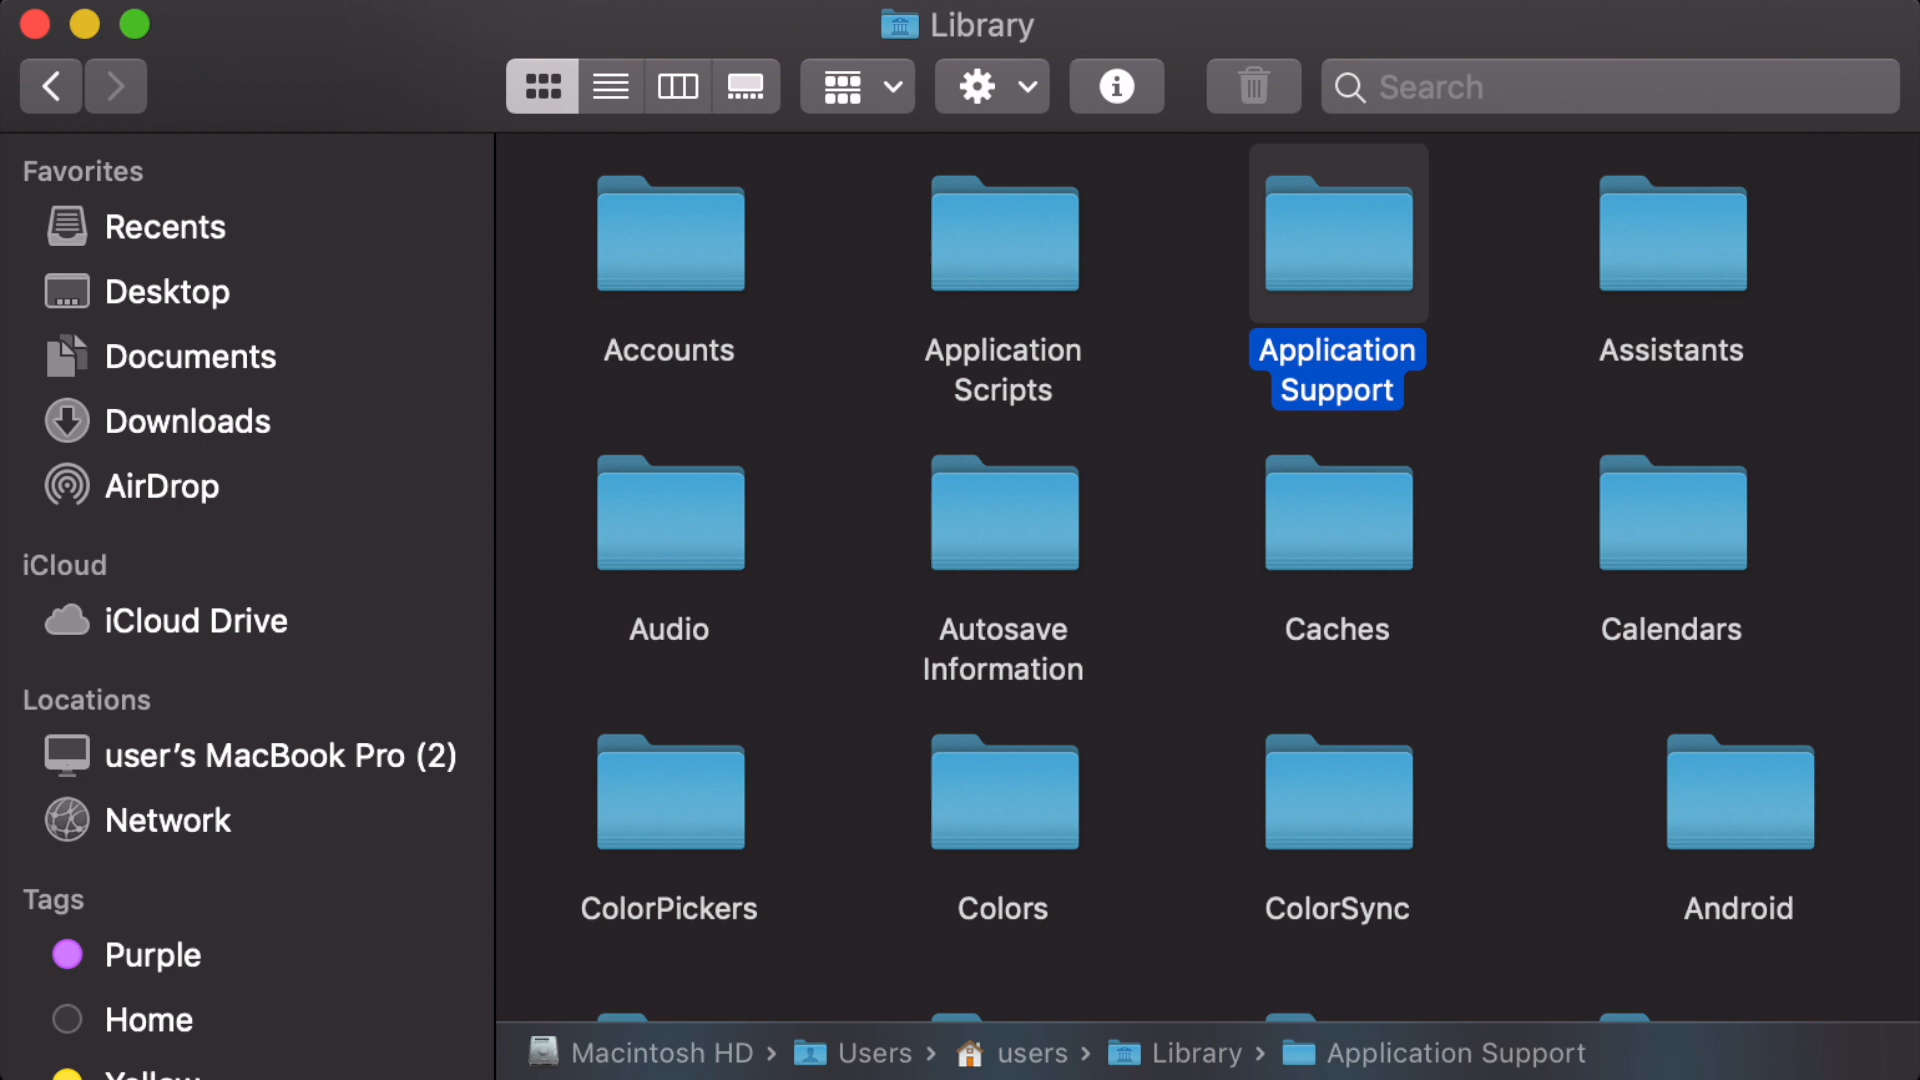 Library
Search
Favorites
Recents
Desktop
Documents
Downloads
AirDrop
iCloud
iCloud Drive
Locations
user’s MacBook Pro (2)
Network
Tags
Purple
Home
Yellow
Accounts
Application
Scripts
Application
Support
Assistants
Audio
Autosave
Information
Caches
Calendars
ColorPickers
Colors
ColorSync
Android
Macintosh HD › Users › users › Library › Application Support